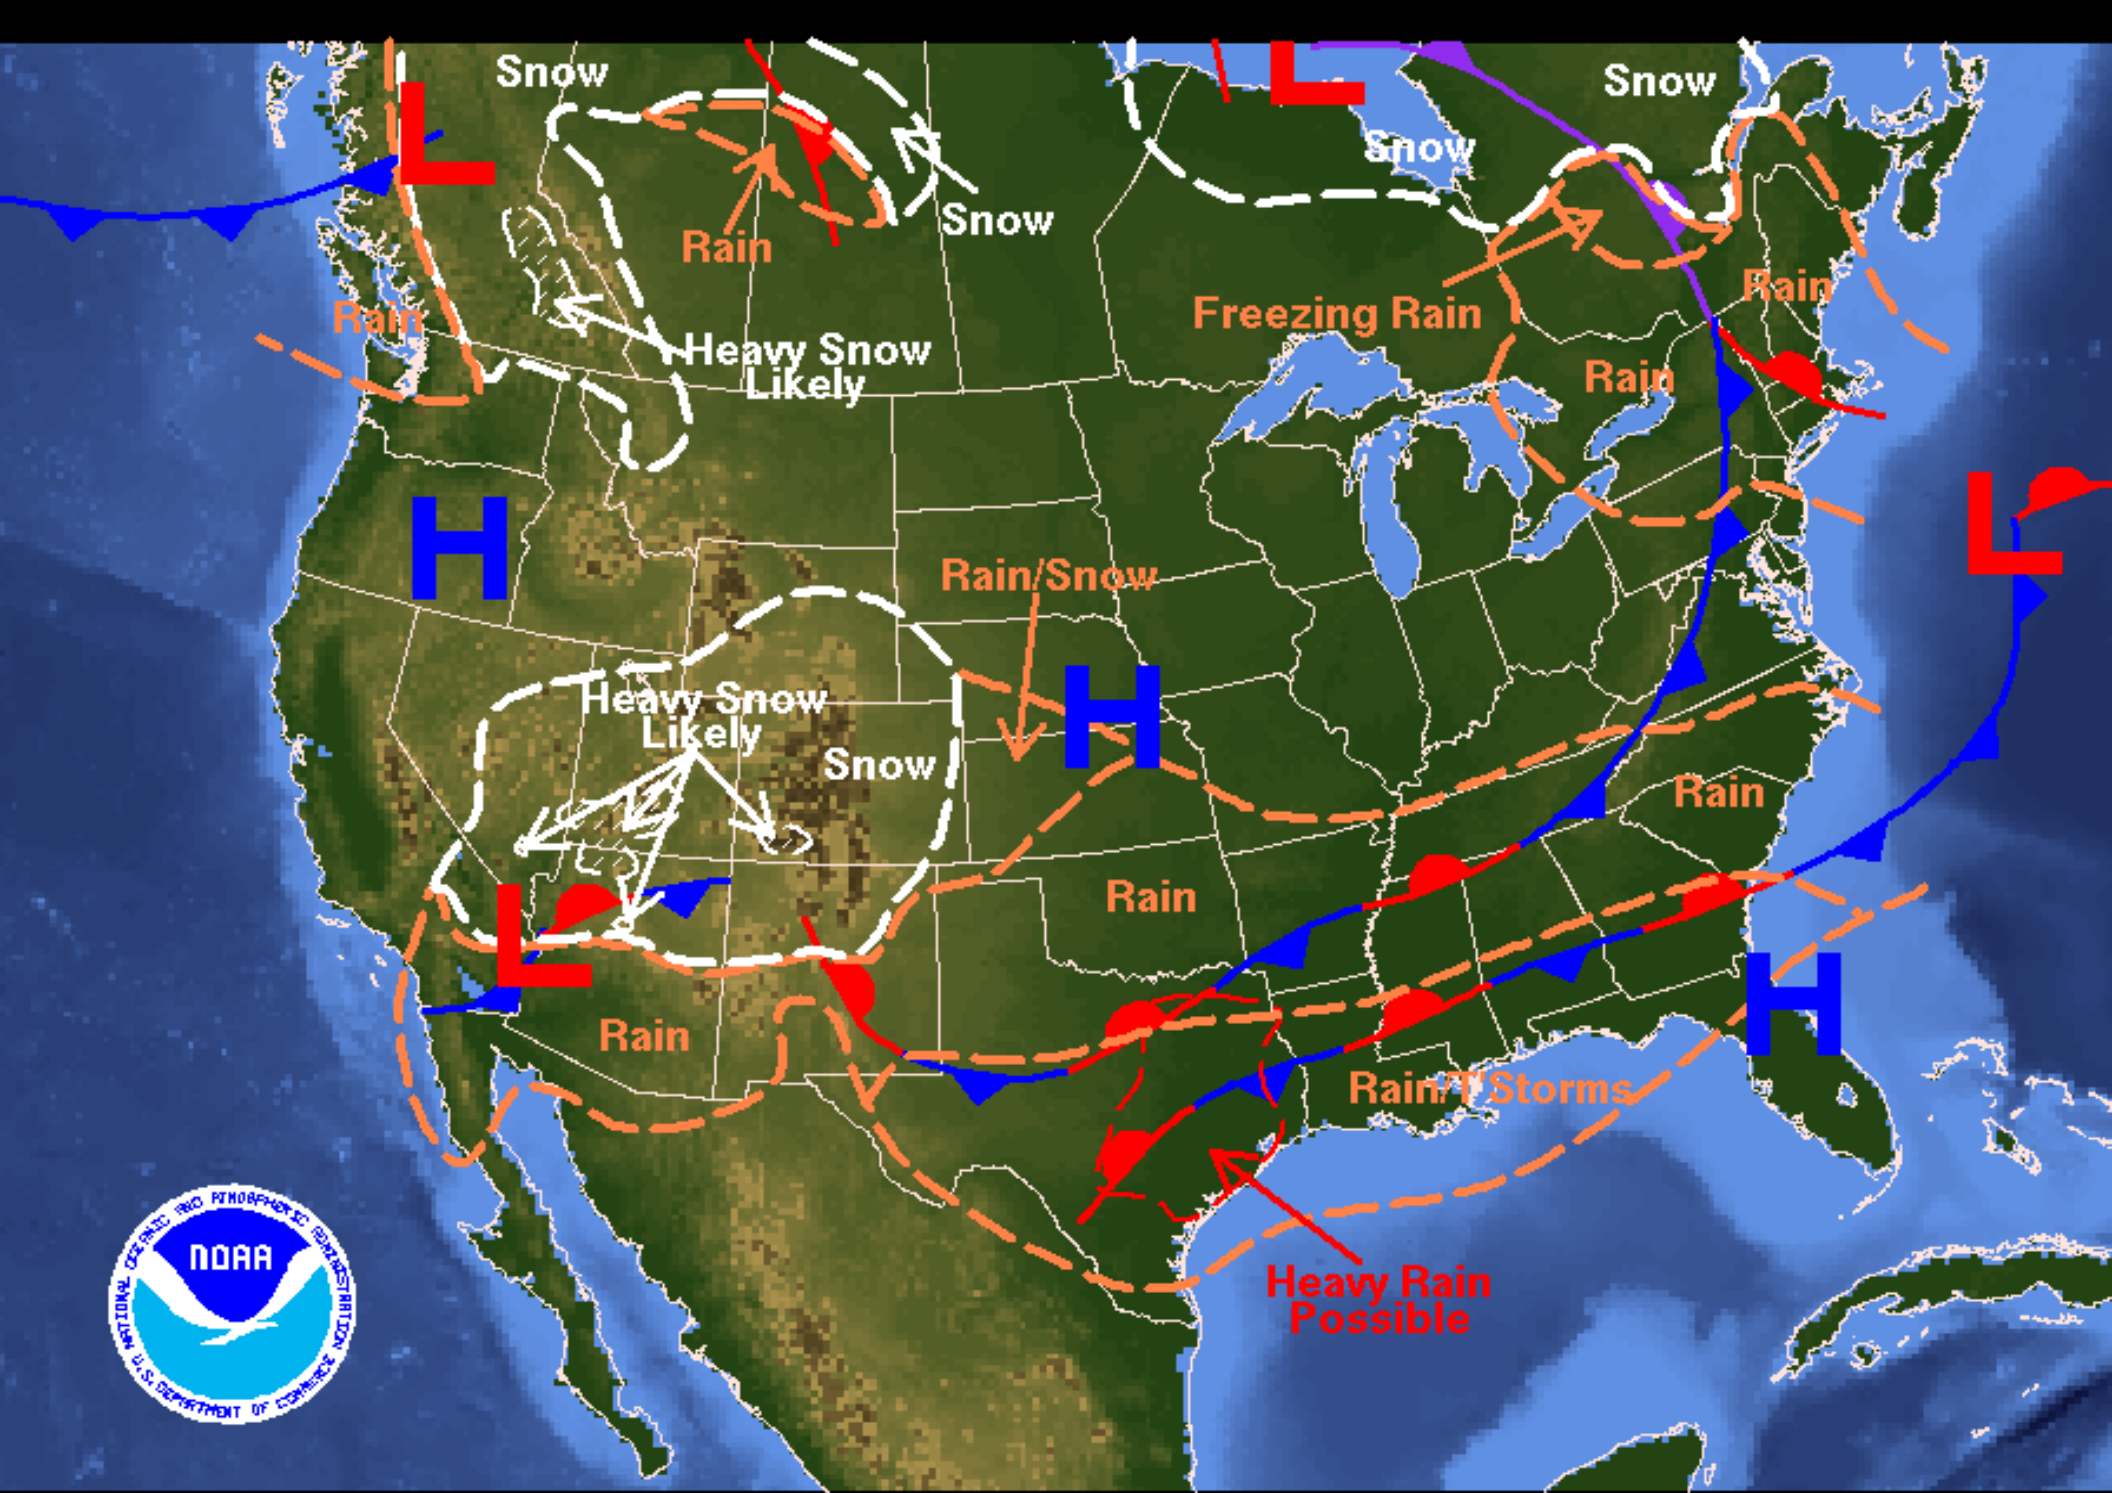 Snow
Snow
Snow
Snow
Rain
Rain
Rain
Freezing Rain
Heavy Snow
Likely
Rain
Rain/Snow
Heavy Snow
Likely
Snow
Rain
Rain
Rain
Rain/T'Storms
Heavy Rain
Possible
L
L
H
L
H
L
H
NATIONAL OCEANIC AND ATMOSPHERIC ADMINISTRATION
NOAA
U.S. DEPARTMENT OF COMMERCE